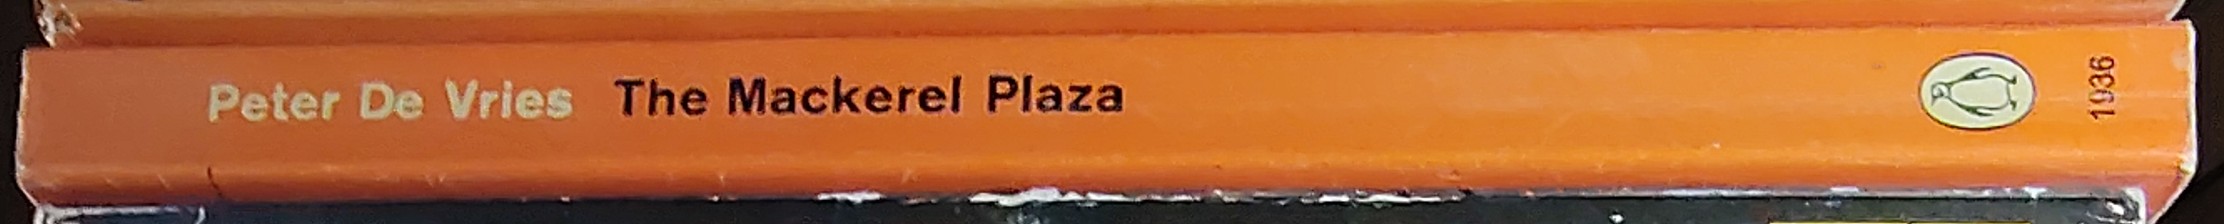 Peter De Vries The Mackerel Plaza
1936